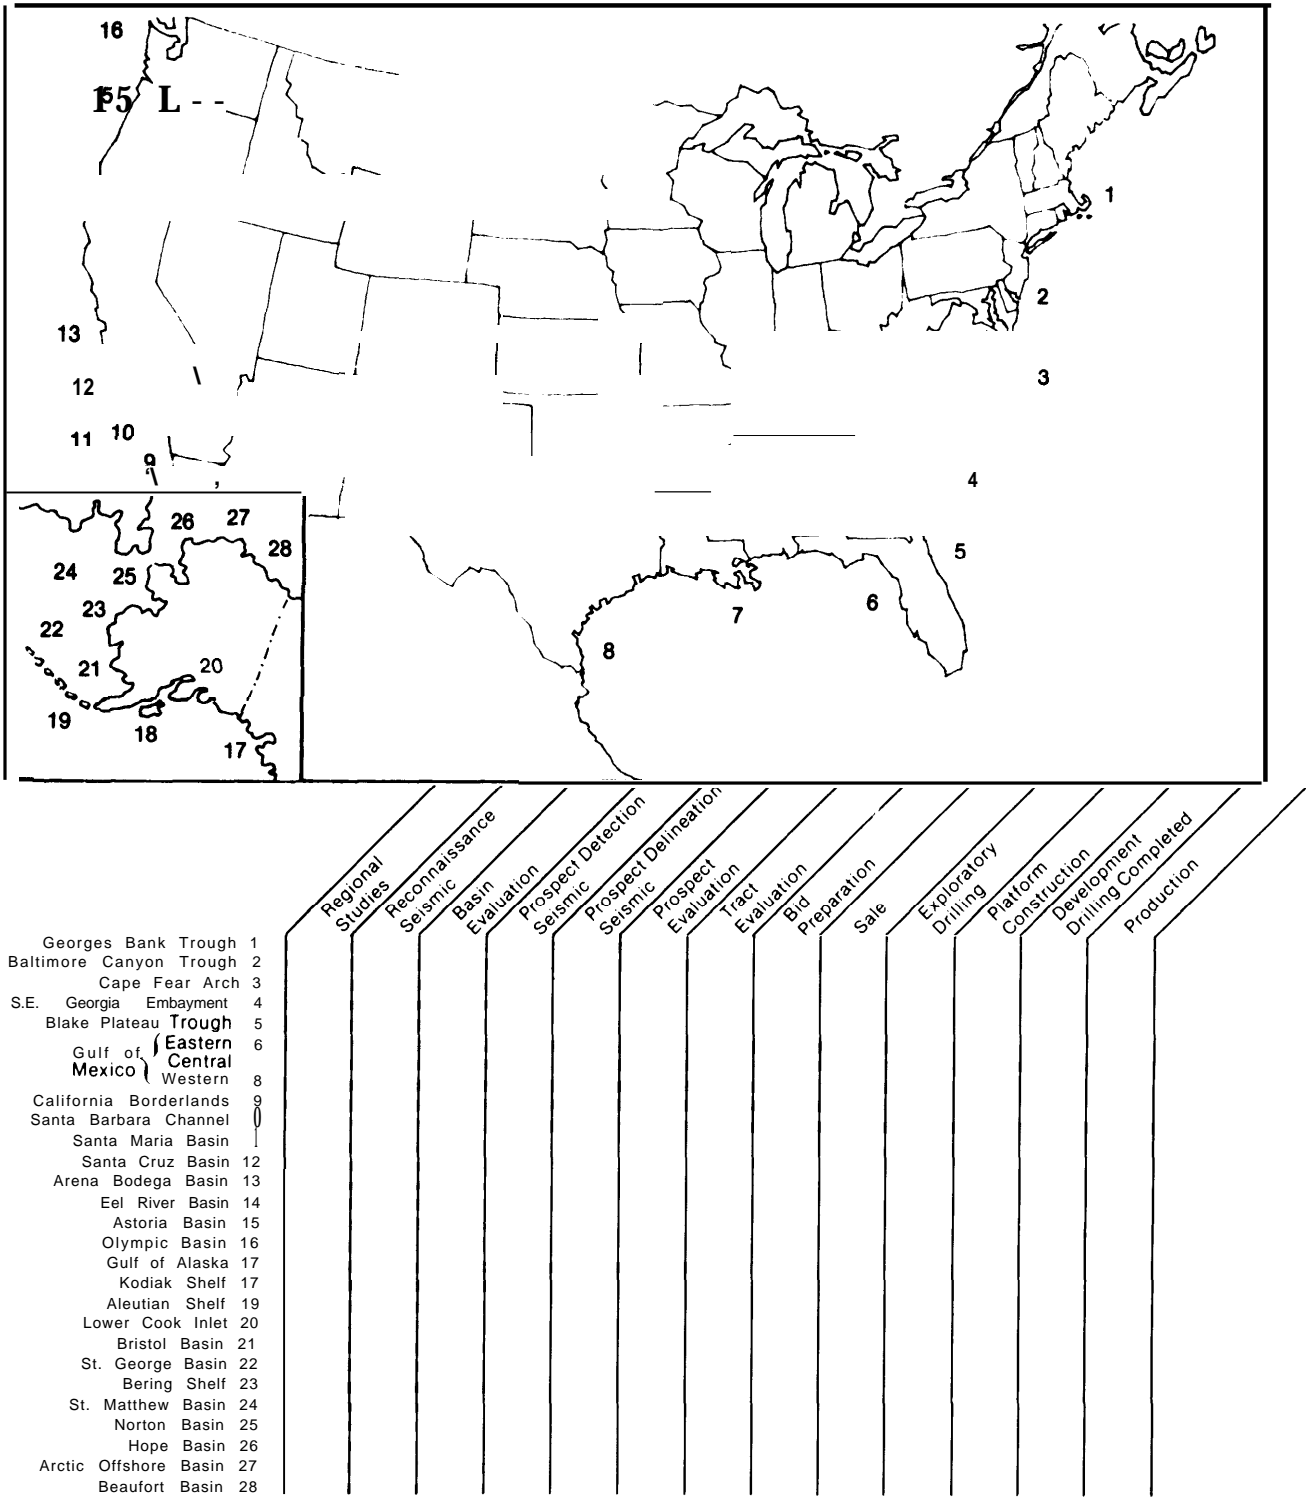 16
15 L - -
1
2
13
3
12
10
11
9
4
26
27
28
5
24
25
23
6
7
22
8
21
20
19
18
17
Regional
Studies
Reconnaissance
Seismic
Basin
Evaluation
Prospect Detection
Seismic
Prospect Delineation
Seismic
Prospect
Evaluation
Tract
Evaluation
Bid
Preparation
Sale
Exploratory
Drilling
Platform
Construction
Development
Drilling Completed
Production
Georges Bank Trough 1
Baltimore Canyon Trough 2
Cape Fear Arch 3
S.E. Georgia Embayment 4
Blake Plateau Trough 5
Gulf of Mexico
Eastern 6
Central
Western 8
California Borderlands 9
Santa Barbara Channel 0
Santa Maria Basin 1
Santa Cruz Basin 12
Arena Bodega Basin 13
Eel River Basin 14
Astoria Basin 15
Olympic Basin 16
Gulf of Alaska 17
Kodiak Shelf 17
Aleutian Shelf 19
Lower Cook Inlet 20
Bristol Basin 21
St. George Basin 22
Bering Shelf 23
St. Matthew Basin 24
Norton Basin 25
Hope Basin 26
Arctic Offshore Basin 27
Beaufort Basin 28